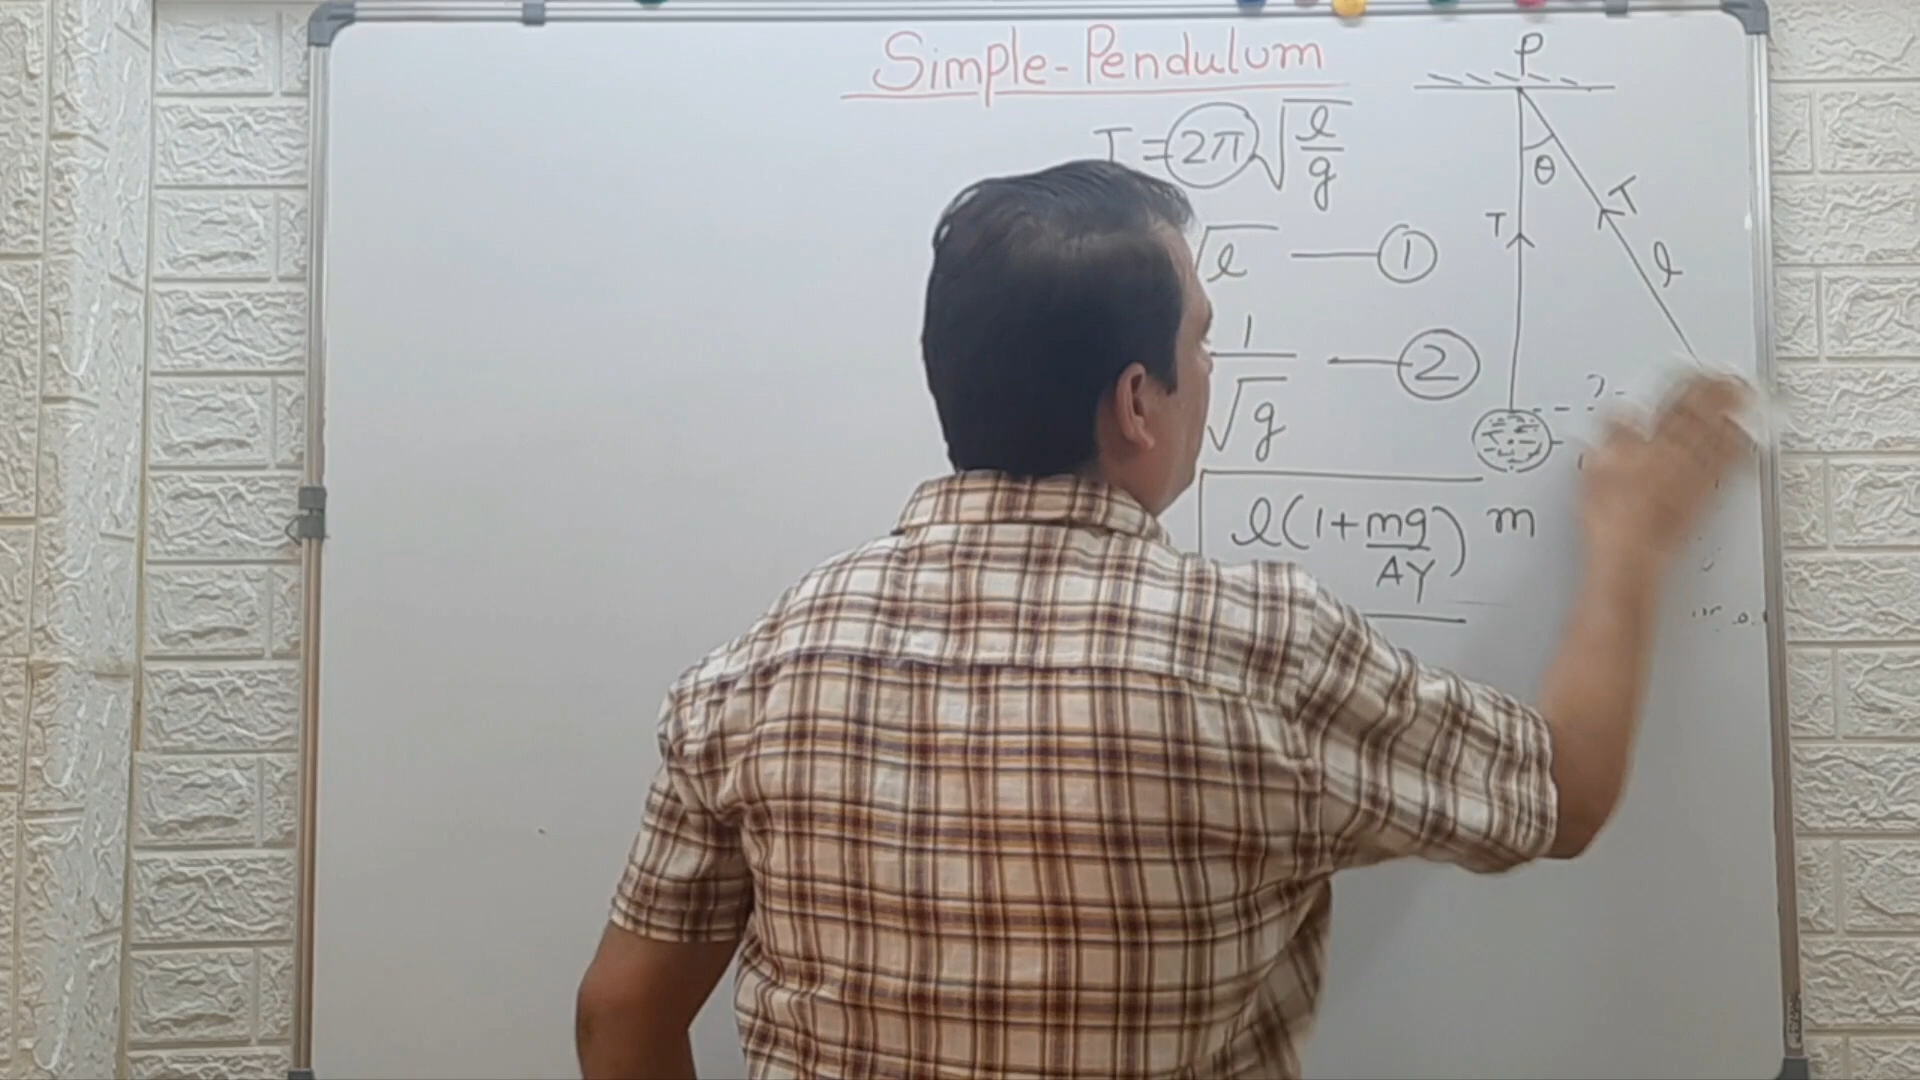 Simple-Pendulum
T = 2π √(l/g)
√l — ①
1/√g — ②
l(1+mg/AY) m
P
θ
T
T
l
?